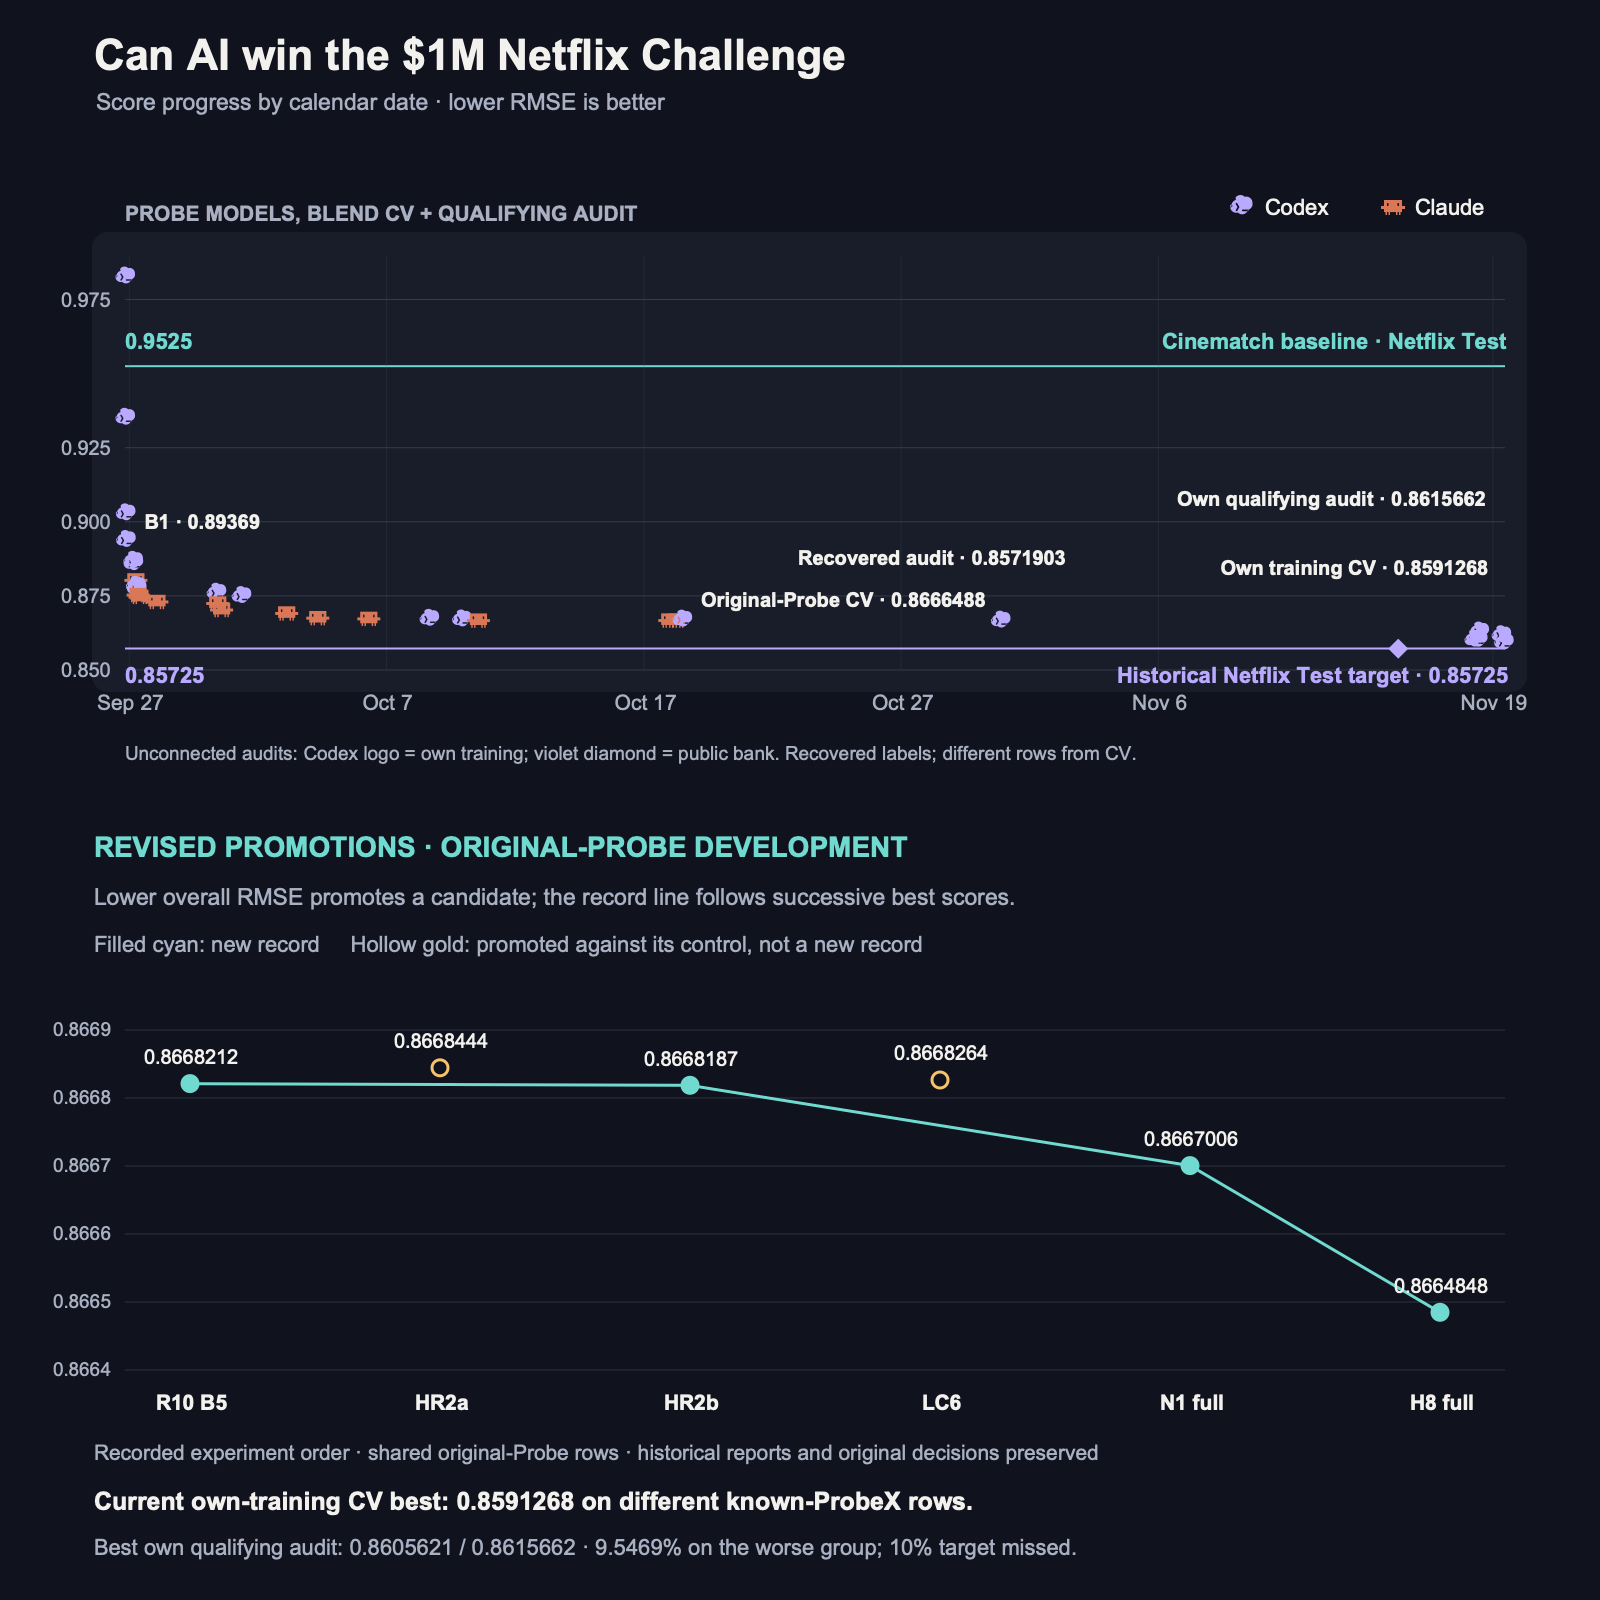 Can AI win the $1M Netflix Challenge
Score progress by calendar date · lower RMSE is better
PROBE MODELS, BLEND CV + QUALIFYING AUDIT
Codex
Claude
0.975
0.9525
Cinematch baseline · Netflix Test
0.925
Own qualifying audit · 0.8615662
0.900
B1 · 0.89369
Recovered audit · 0.8571903
Own training CV · 0.8591268
0.875
Original-Probe CV · 0.8666488
0.850
0.85725
Historical Netflix Test target · 0.85725
Sep 27
Oct 7
Oct 17
Oct 27
Nov 6
Nov 19
Unconnected audits: Codex logo = own training; violet diamond = public bank. Recovered labels; different rows from CV.
REVISED PROMOTIONS · ORIGINAL-PROBE DEVELOPMENT
Lower overall RMSE promotes a candidate; the record line follows successive best scores.
Filled cyan: new record
Hollow gold: promoted against its control, not a new record
0.8669
0.8668212
0.8668444
0.8668187
0.8668264
0.8668
0.8667006
0.8667
0.8666
0.8664848
0.8665
0.8664
R10 B5
HR2a
HR2b
LC6
N1 full
H8 full
Recorded experiment order · shared original-Probe rows · historical reports and original decisions preserved
Current own-training CV best: 0.8591268 on different known-ProbeX rows.
Best own qualifying audit: 0.8605621 / 0.8615662 · 9.5469% on the worse group; 10% target missed.